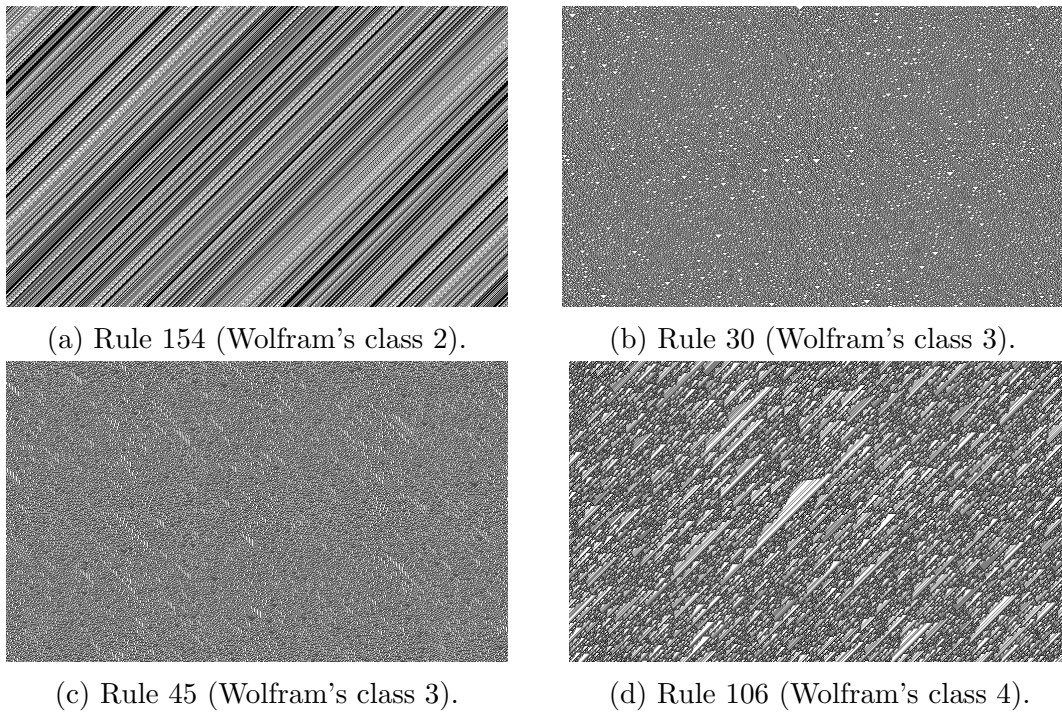 (a) Rule 154 (Wolfram's class 2).
(b) Rule 30 (Wolfram's class 3).
(c) Rule 45 (Wolfram's class 3).
(d) Rule 106 (Wolfram's class 4).